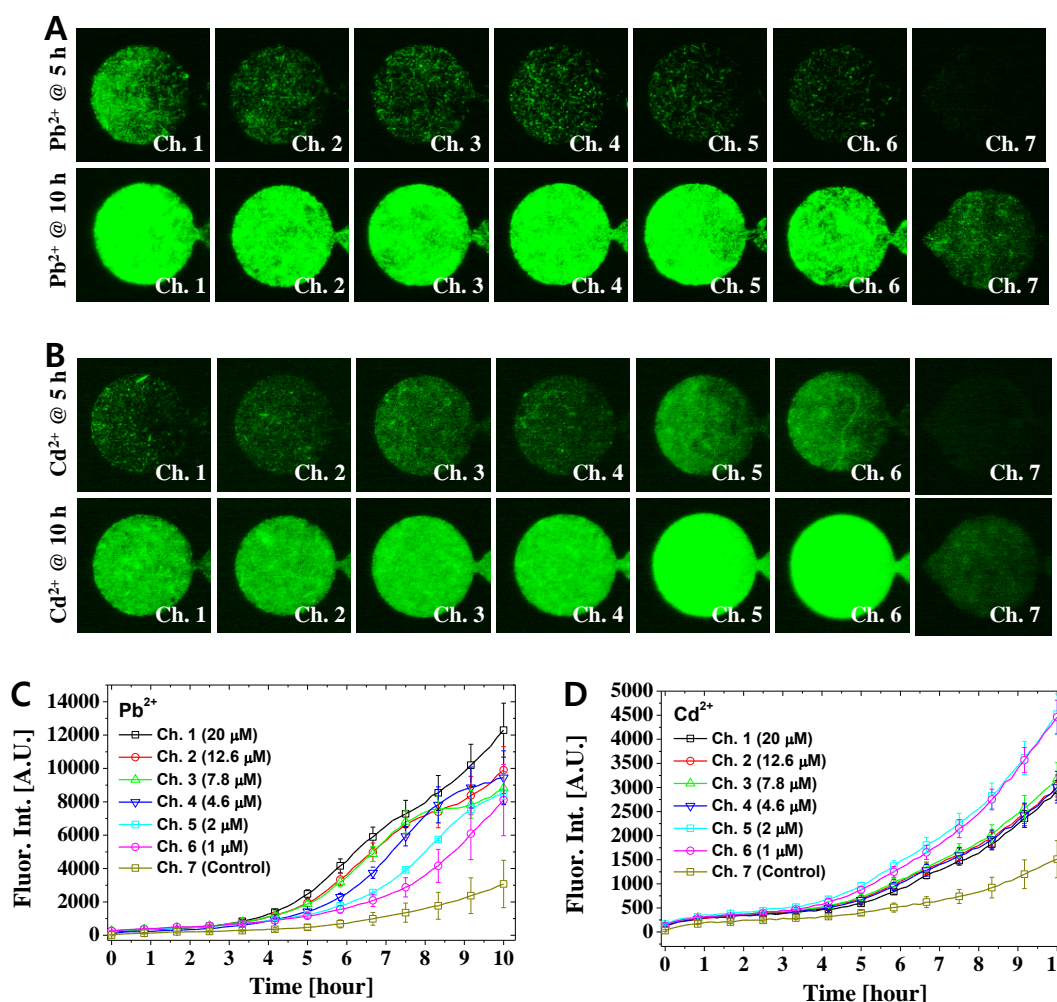 A
Pb2+ @ 5 h
Ch. 1 Ch. 2 Ch. 3 Ch. 4 Ch. 5 Ch. 6 Ch. 7
Pb2+ @ 10 h
Ch. 1 Ch. 2 Ch. 3 Ch. 4 Ch. 5 Ch. 6 Ch. 7
B
Cd2+ @ 5 h
Ch. 1 Ch. 2 Ch. 3 Ch. 4 Ch. 5 Ch. 6 Ch. 7
Cd2+ @ 10 h
Ch. 1 Ch. 2 Ch. 3 Ch. 4 Ch. 5 Ch. 6 Ch. 7
C
Fluor. Int. [A.U.]
14000
12000
10000
8000
6000
4000
2000
0
Pb2+
Ch. 1 (20 μM)
Ch. 2 (12.6 μM)
Ch. 3 (7.8 μM)
Ch. 4 (4.6 μM)
Ch. 5 (2 μM)
Ch. 6 (1 μM)
Ch. 7 (Control)
0 1 2 3 4 5 6 7 8 9 10
Time [hour]
D
Fluor. Int. [A.U.]
5000
4500
4000
3500
3000
2500
2000
1500
1000
500
0
Cd2+
Ch. 1 (20 μM)
Ch. 2 (12.6 μM)
Ch. 3 (7.8 μM)
Ch. 4 (4.6 μM)
Ch. 5 (2 μM)
Ch. 6 (1 μM)
Ch. 7 (Control)
0 1 2 3 4 5 6 7 8 9
Time [hour]